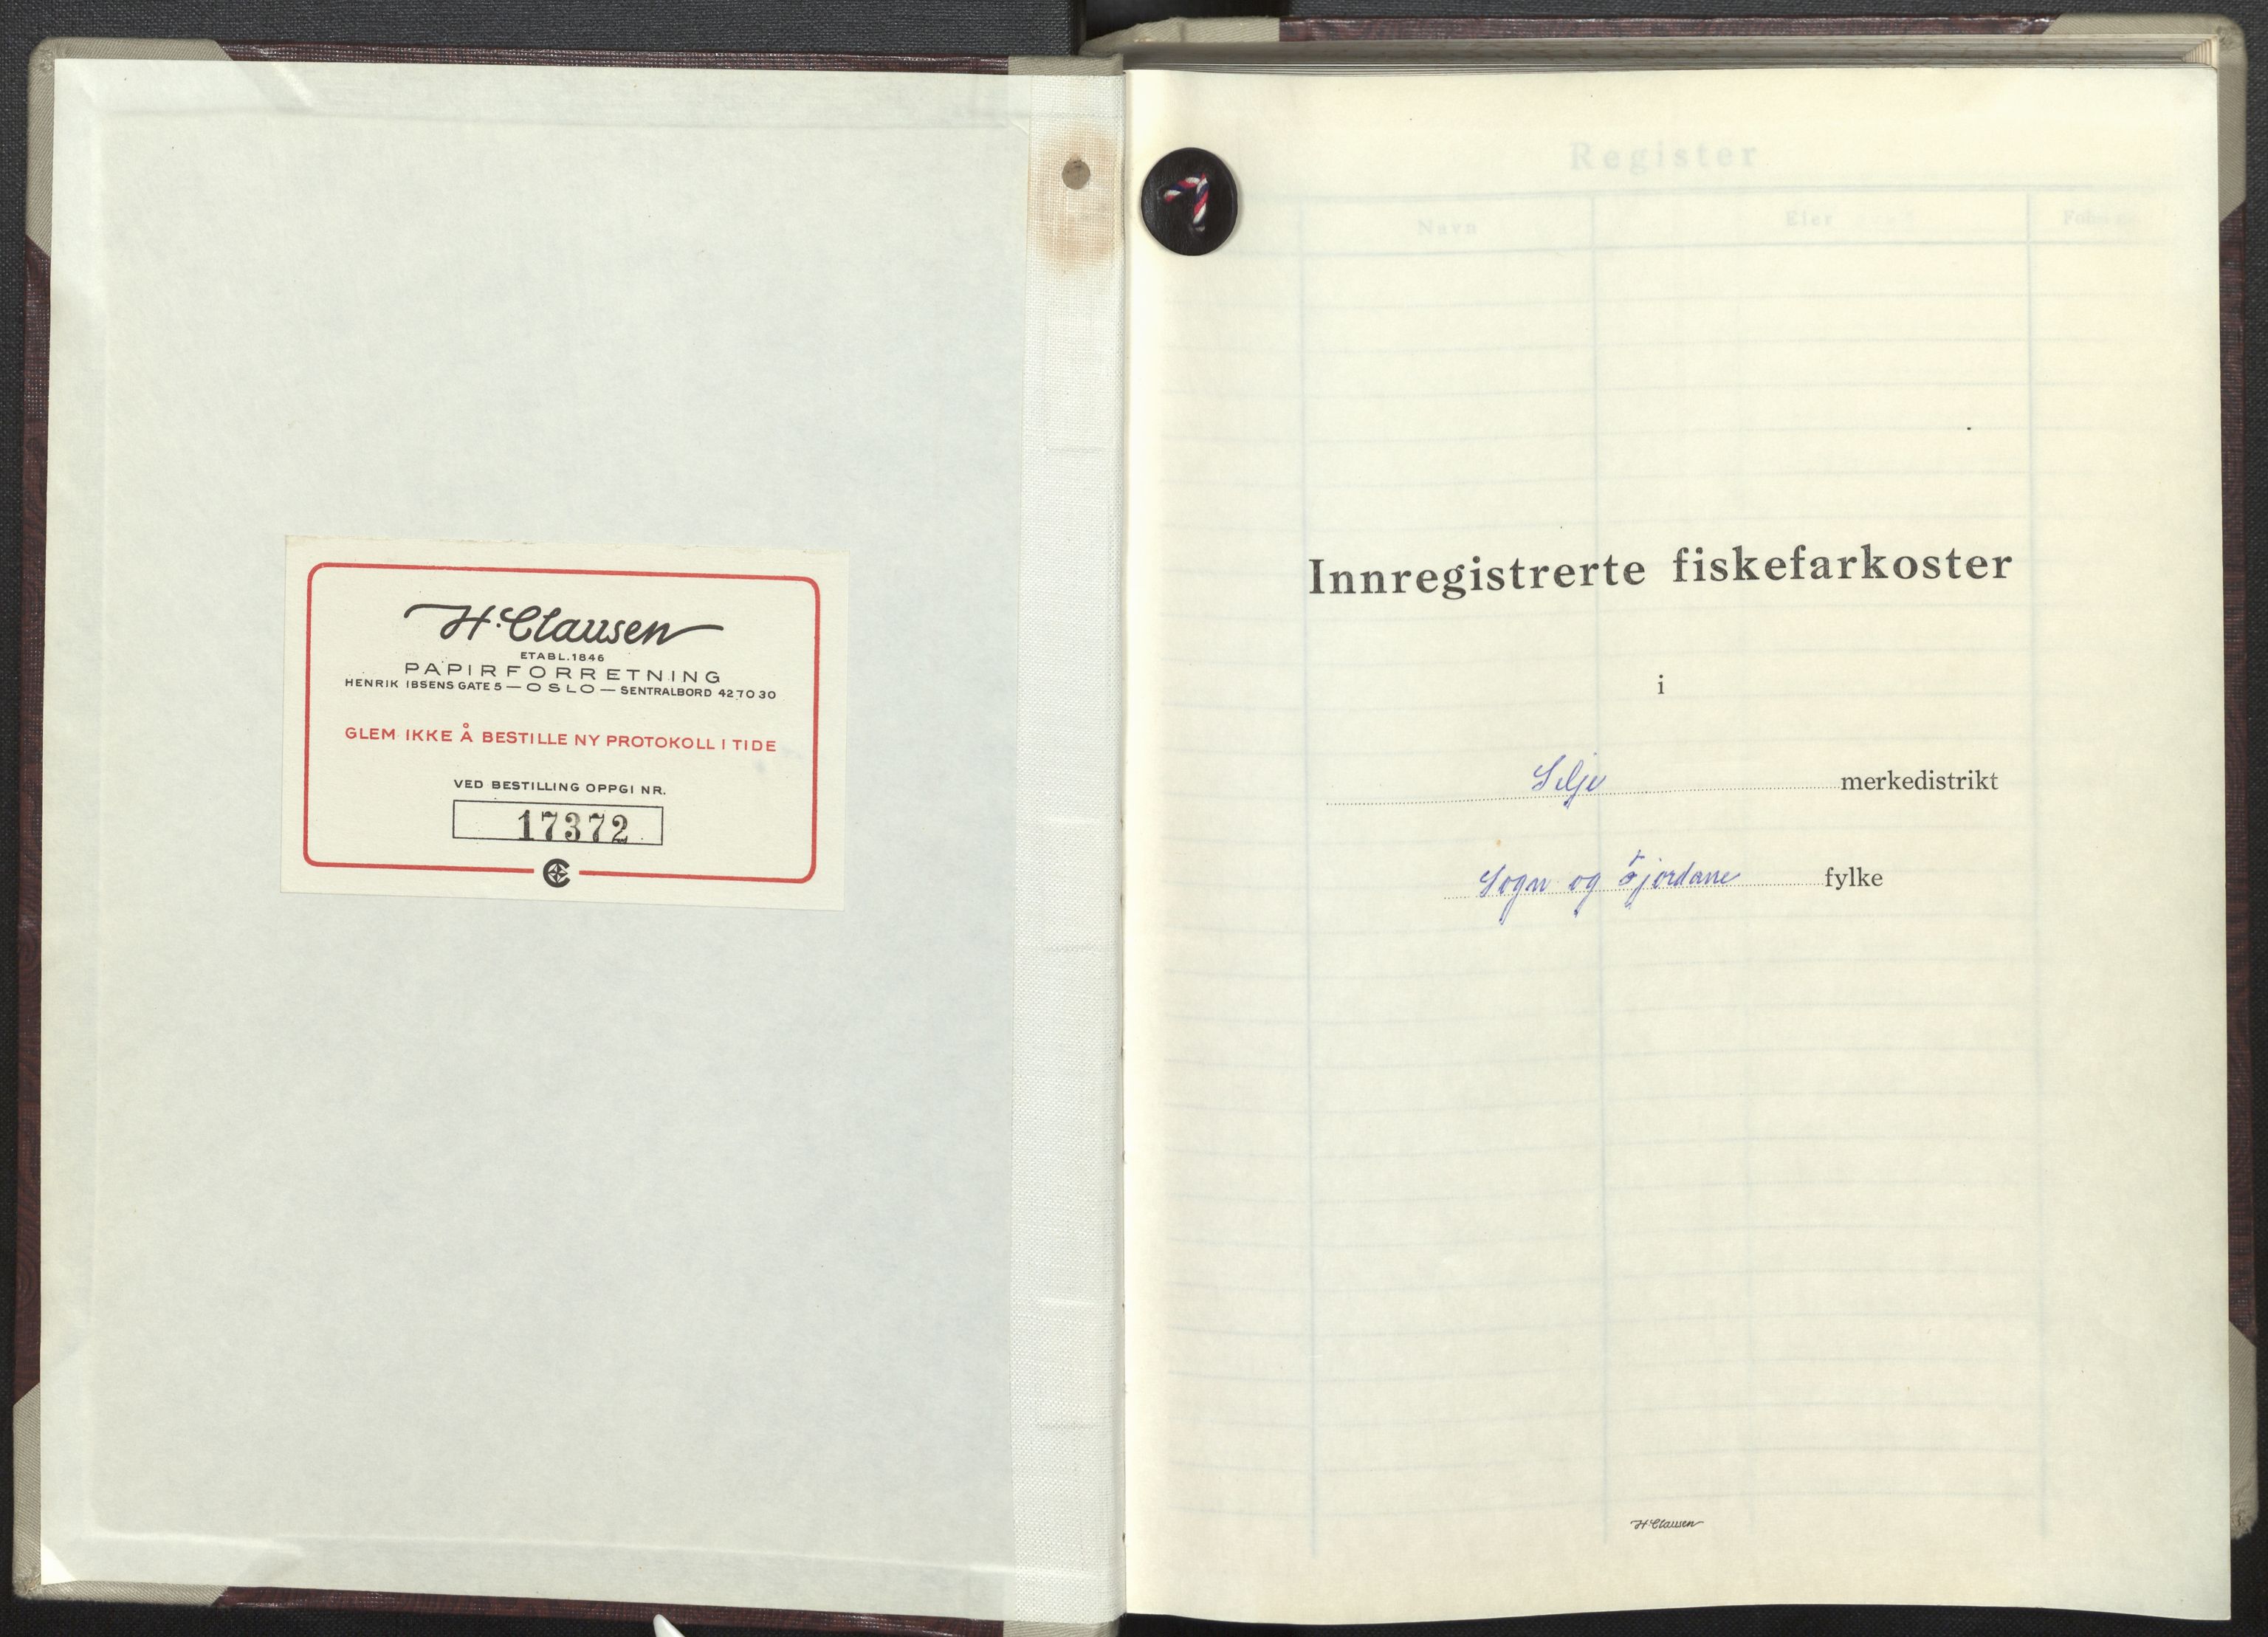 H. Clausen
ETABL. 1846
PAPIRFORRETNING
HENRIK IBSENS GATE 5 — OSLO — SENTRALBORD 42 70 30
GLEM IKKE Å BESTILLE NY PROTOKOLL I TIDE
VED BESTILLING OPPGI NR.
17372
Register
Navn
Eier
Innregistrerte fiskefarkoster
i
Selje merkedistrikt
Sogn og Fjordane fylke
H. Clausen